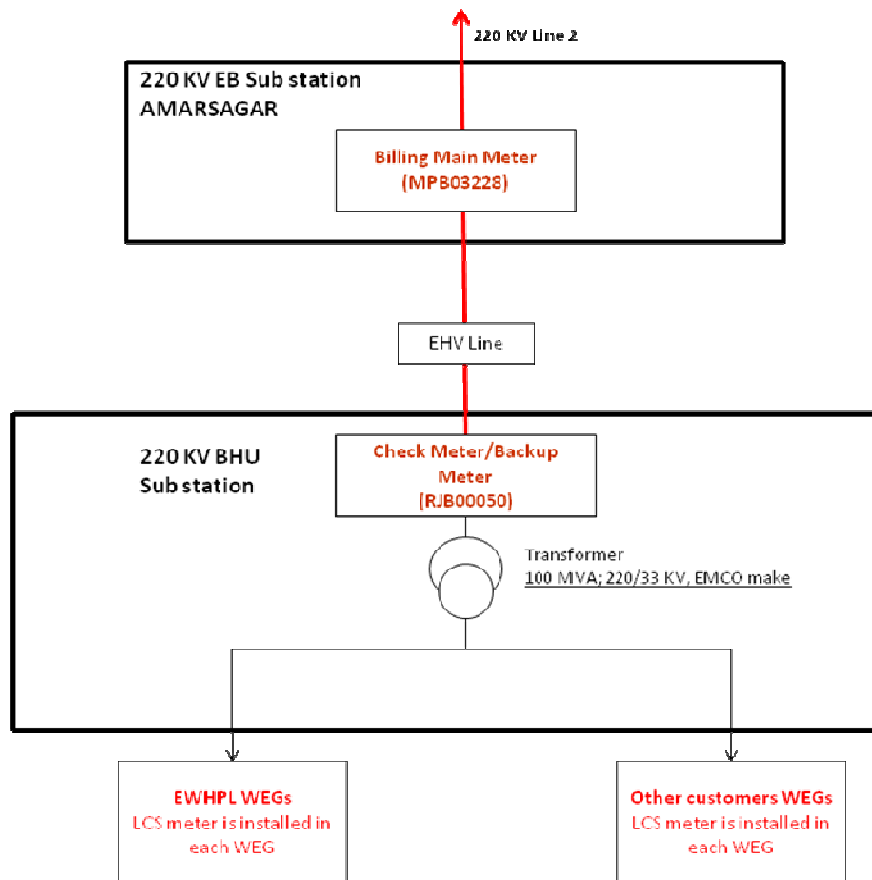 220 KV Line 2
220 KV EB Sub station
AMARSAGAR
Billing Main Meter
(MPB03228)
EHV Line
220 KV BHU
Sub station
Check Meter/Backup
Meter
(RJB00050)
Transformer
100 MVA; 220/33 KV, EMCO make
EWHPL WEGs
LCS meter is installed in
each WEG
Other customers WEGs
LCS meter is installed in
each WEG